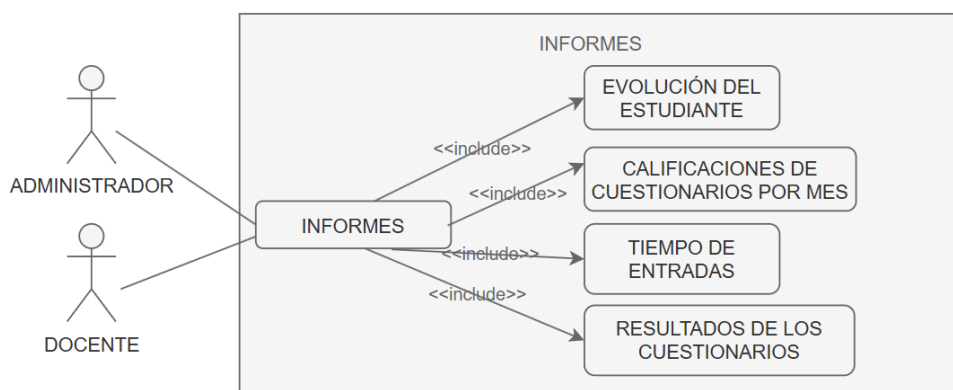 INFORMES
EVOLUCIÓN DEL
ESTUDIANTE
<<include>>
ADMINISTRADOR
CALIFICACIONES DE
CUESTIONARIOS POR MES
<<include>>
INFORMES
TIEMPO DE
ENTRADAS
<<include>>
<<include>>
DOCENTE
RESULTADOS DE LOS
CUESTIONARIOS